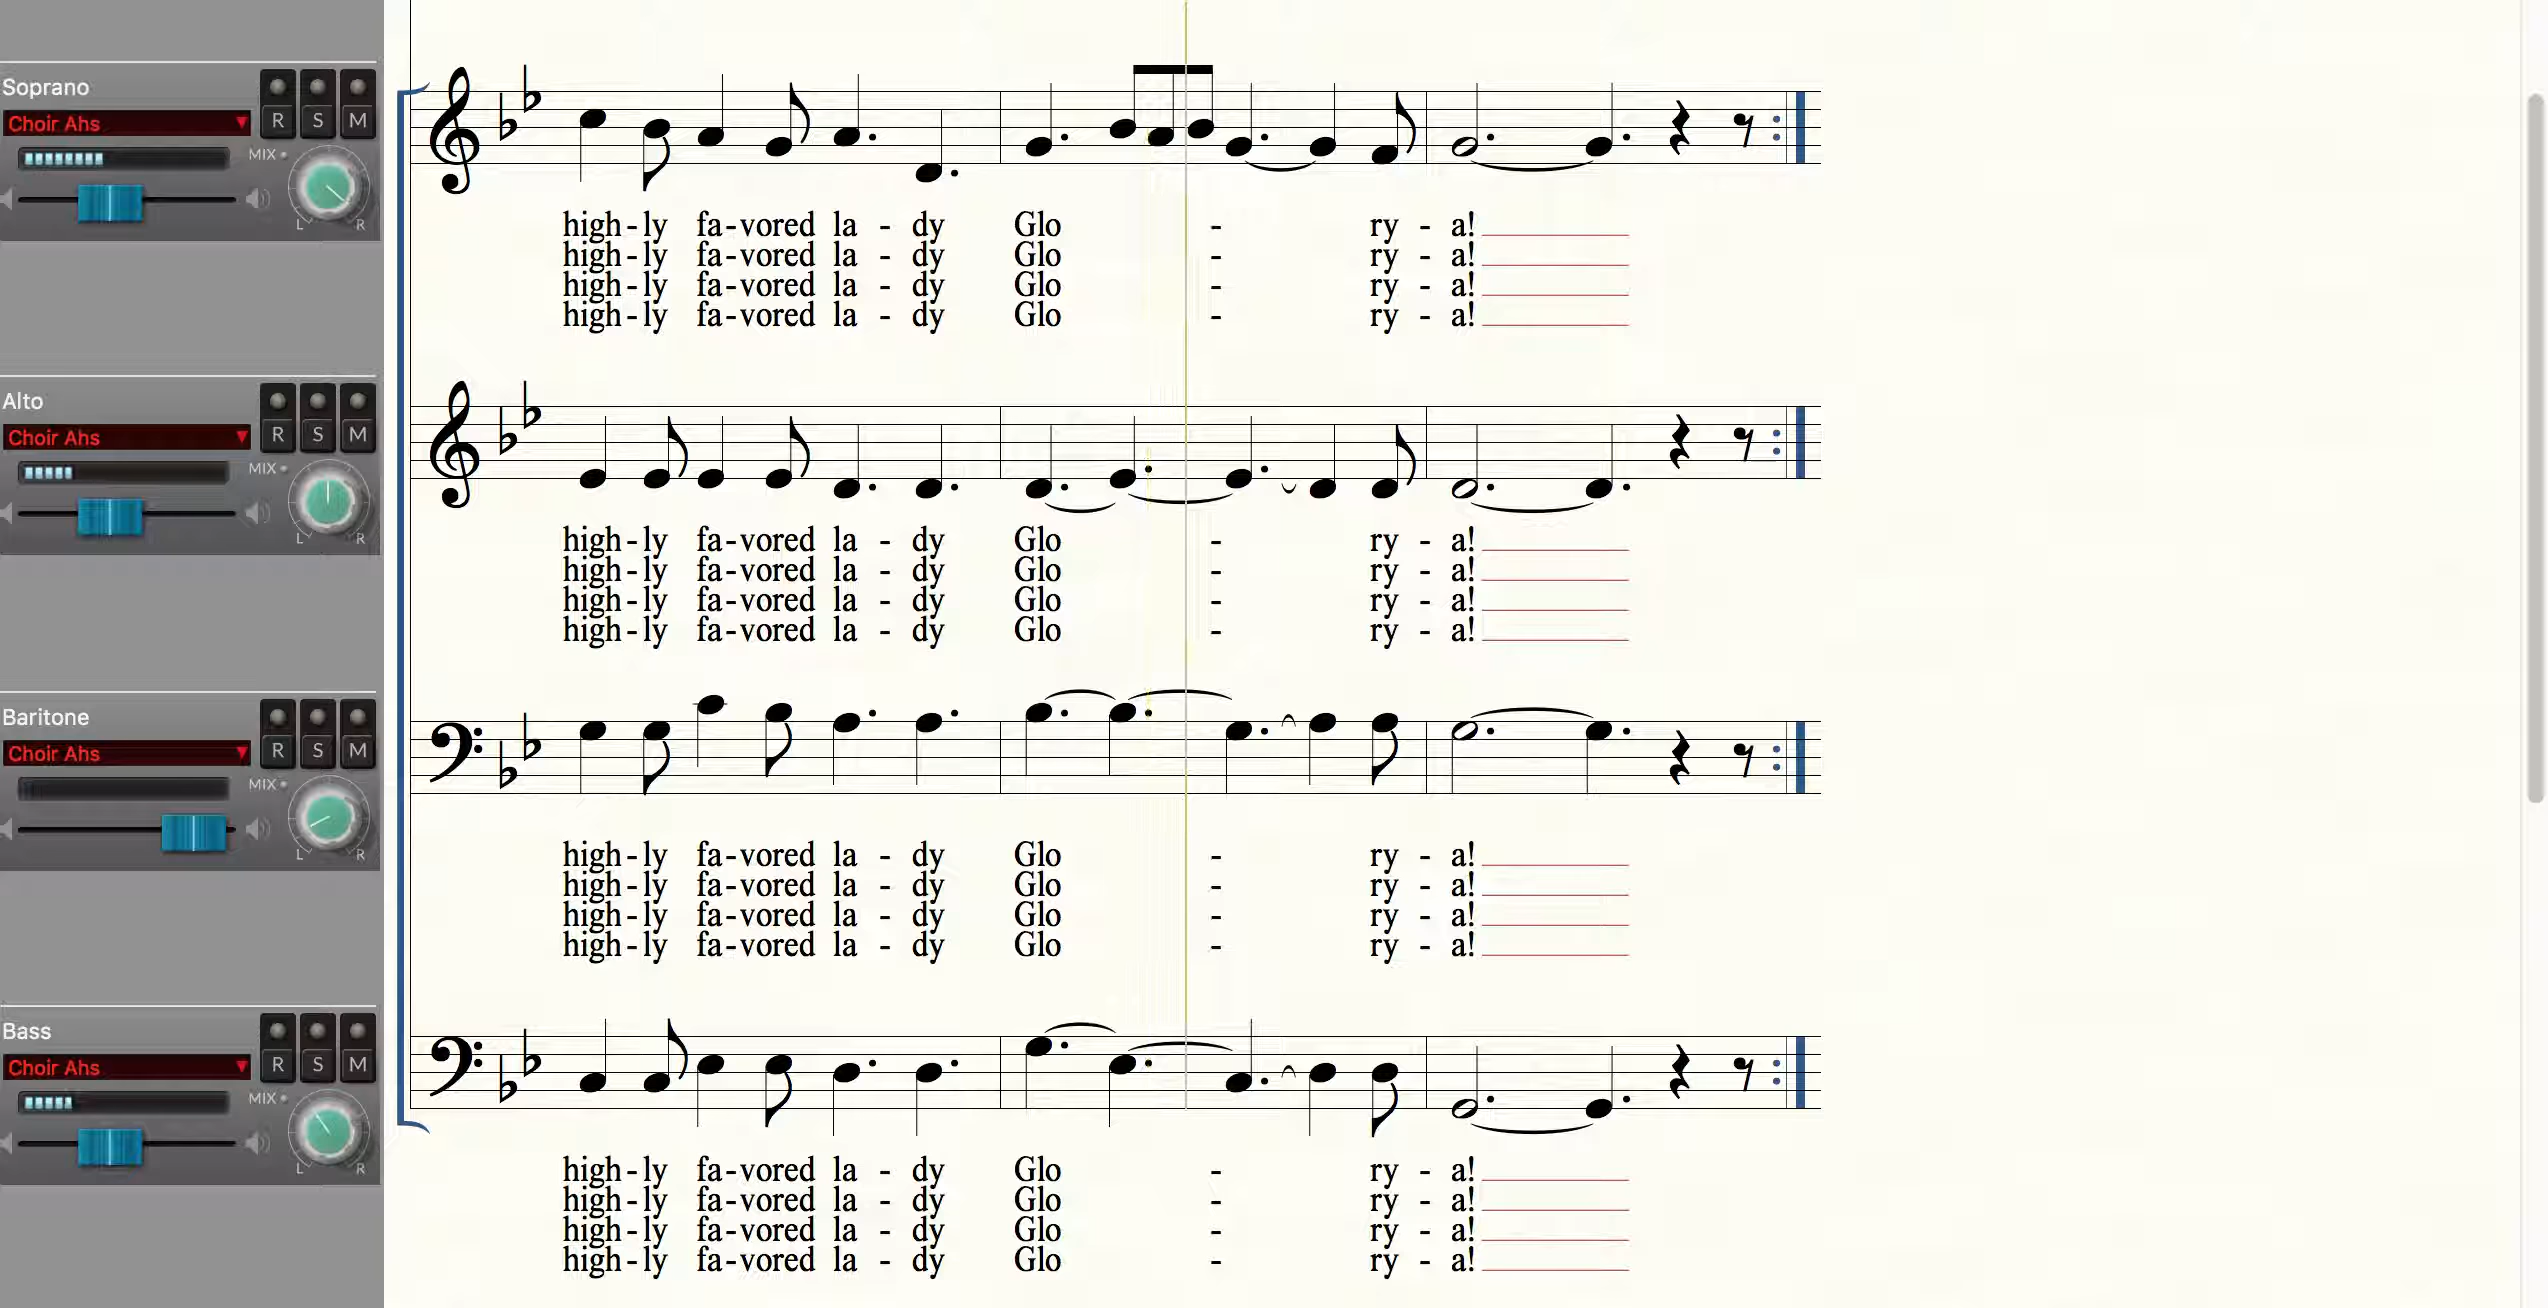 Soprano
Choir Ahs
R S M
MIX
L R
high-ly fa-vored la - dy Glo - ry - a!
high-ly fa-vored la - dy Glo - ry - a!
high-ly fa-vored la - dy Glo - ry - a!
high-ly fa-vored la - dy Glo - ry - a!
Alto
Choir Ahs
R S M
MIX
L R
high-ly fa-vored la - dy Glo - ry - a!
high-ly fa-vored la - dy Glo - ry - a!
high-ly fa-vored la - dy Glo - ry - a!
high-ly fa-vored la - dy Glo - ry - a!
Baritone
Choir Ahs
R S M
MIX
L R
high-ly fa-vored la - dy Glo - ry - a!
high-ly fa-vored la - dy Glo - ry - a!
high-ly fa-vored la - dy Glo - ry - a!
high-ly fa-vored la - dy Glo - ry - a!
Bass
Choir Ahs
R S M
MIX
L R
high-ly fa-vored la - dy Glo - ry - a!
high-ly fa-vored la - dy Glo - ry - a!
high-ly fa-vored la - dy Glo - ry - a!
high-ly fa-vored la - dy Glo - ry - a!